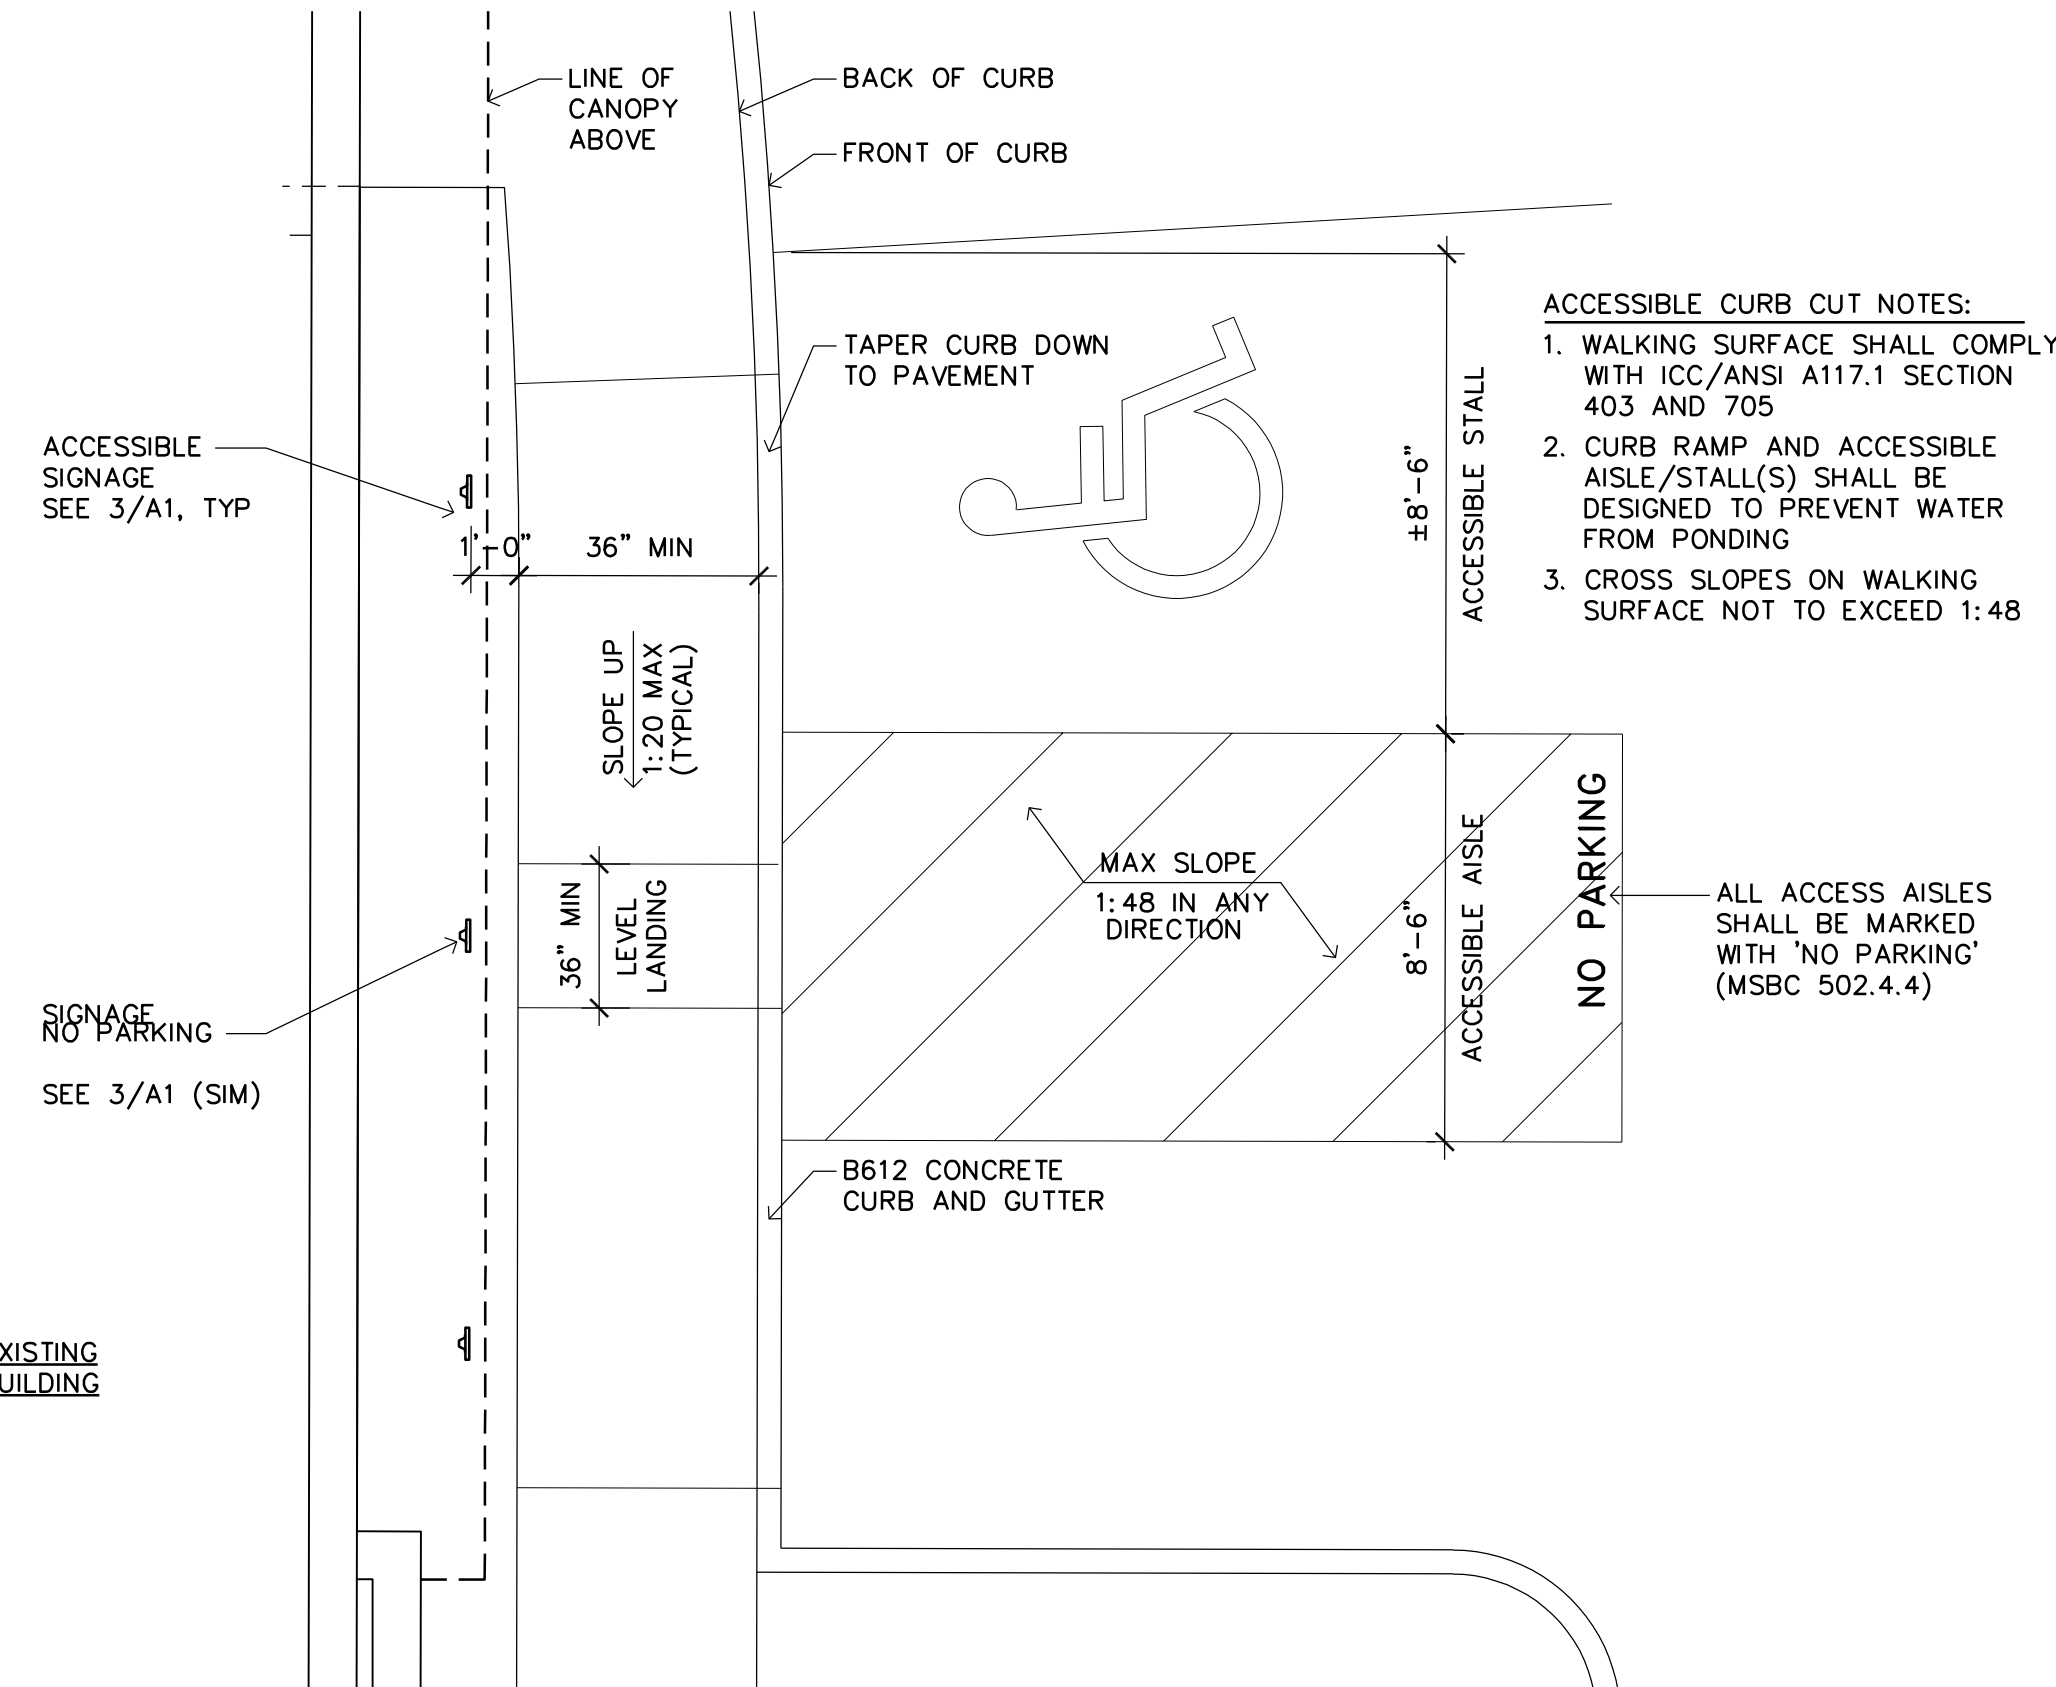 LINE OF
CANOPY
ABOVE
BACK OF CURB
FRONT OF CURB
TAPER CURB DOWN
TO PAVEMENT
ACCESSIBLE CURB CUT NOTES:
1. WALKING SURFACE SHALL COMPLY
WITH ICC/ANSI A117.1 SECTION
403 AND 705
2. CURB RAMP AND ACCESSIBLE
AISLE/STALL(S) SHALL BE
DESIGNED TO PREVENT WATER
FROM PONDING
3. CROSS SLOPES ON WALKING
SURFACE NOT TO EXCEED 1:48
ACCESSIBLE
SIGNAGE
SEE 3/A1, TYP
1'-0"
36" MIN
±8'-6"
ACCESSIBLE STALL
SLOPE UP
1:20 MAX
(TYPICAL)
36" MIN
LEVEL
LANDING
MAX SLOPE
1:48 IN ANY
DIRECTION
8'-6"
ACCESSIBLE AISLE
NO PARKING
ALL ACCESS AISLES
SHALL BE MARKED
WITH 'NO PARKING'
(MSBC 502.4.4)
SIGNAGE
NO PARKING
SEE 3/A1 (SIM)
B612 CONCRETE
CURB AND GUTTER
XISTING
UILDING